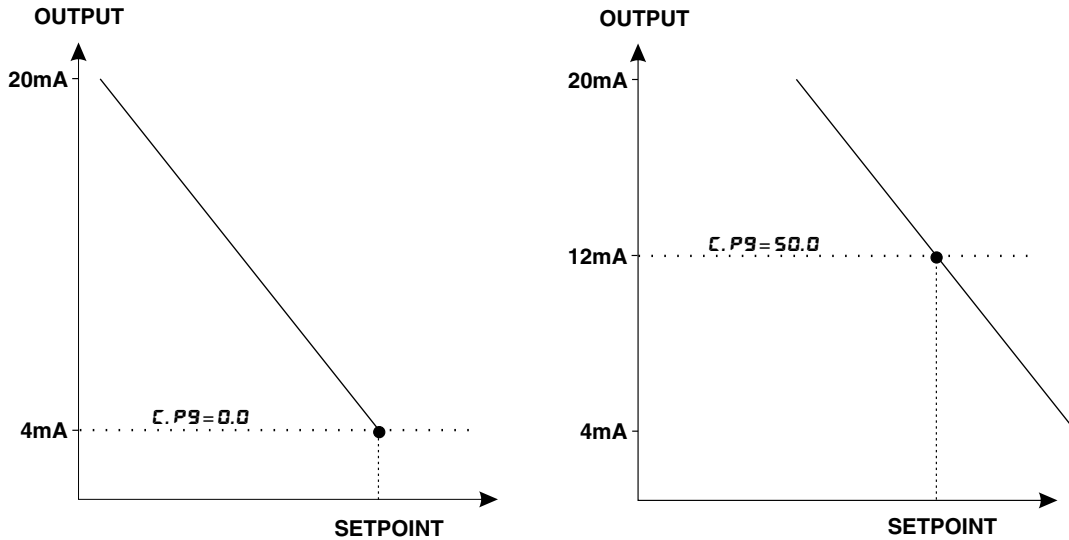 OUTPUT
20mA
C.P9=0.0
4mA
SETPOINT
OUTPUT
20mA
C.P9=50.0
12mA
4mA
SETPOINT